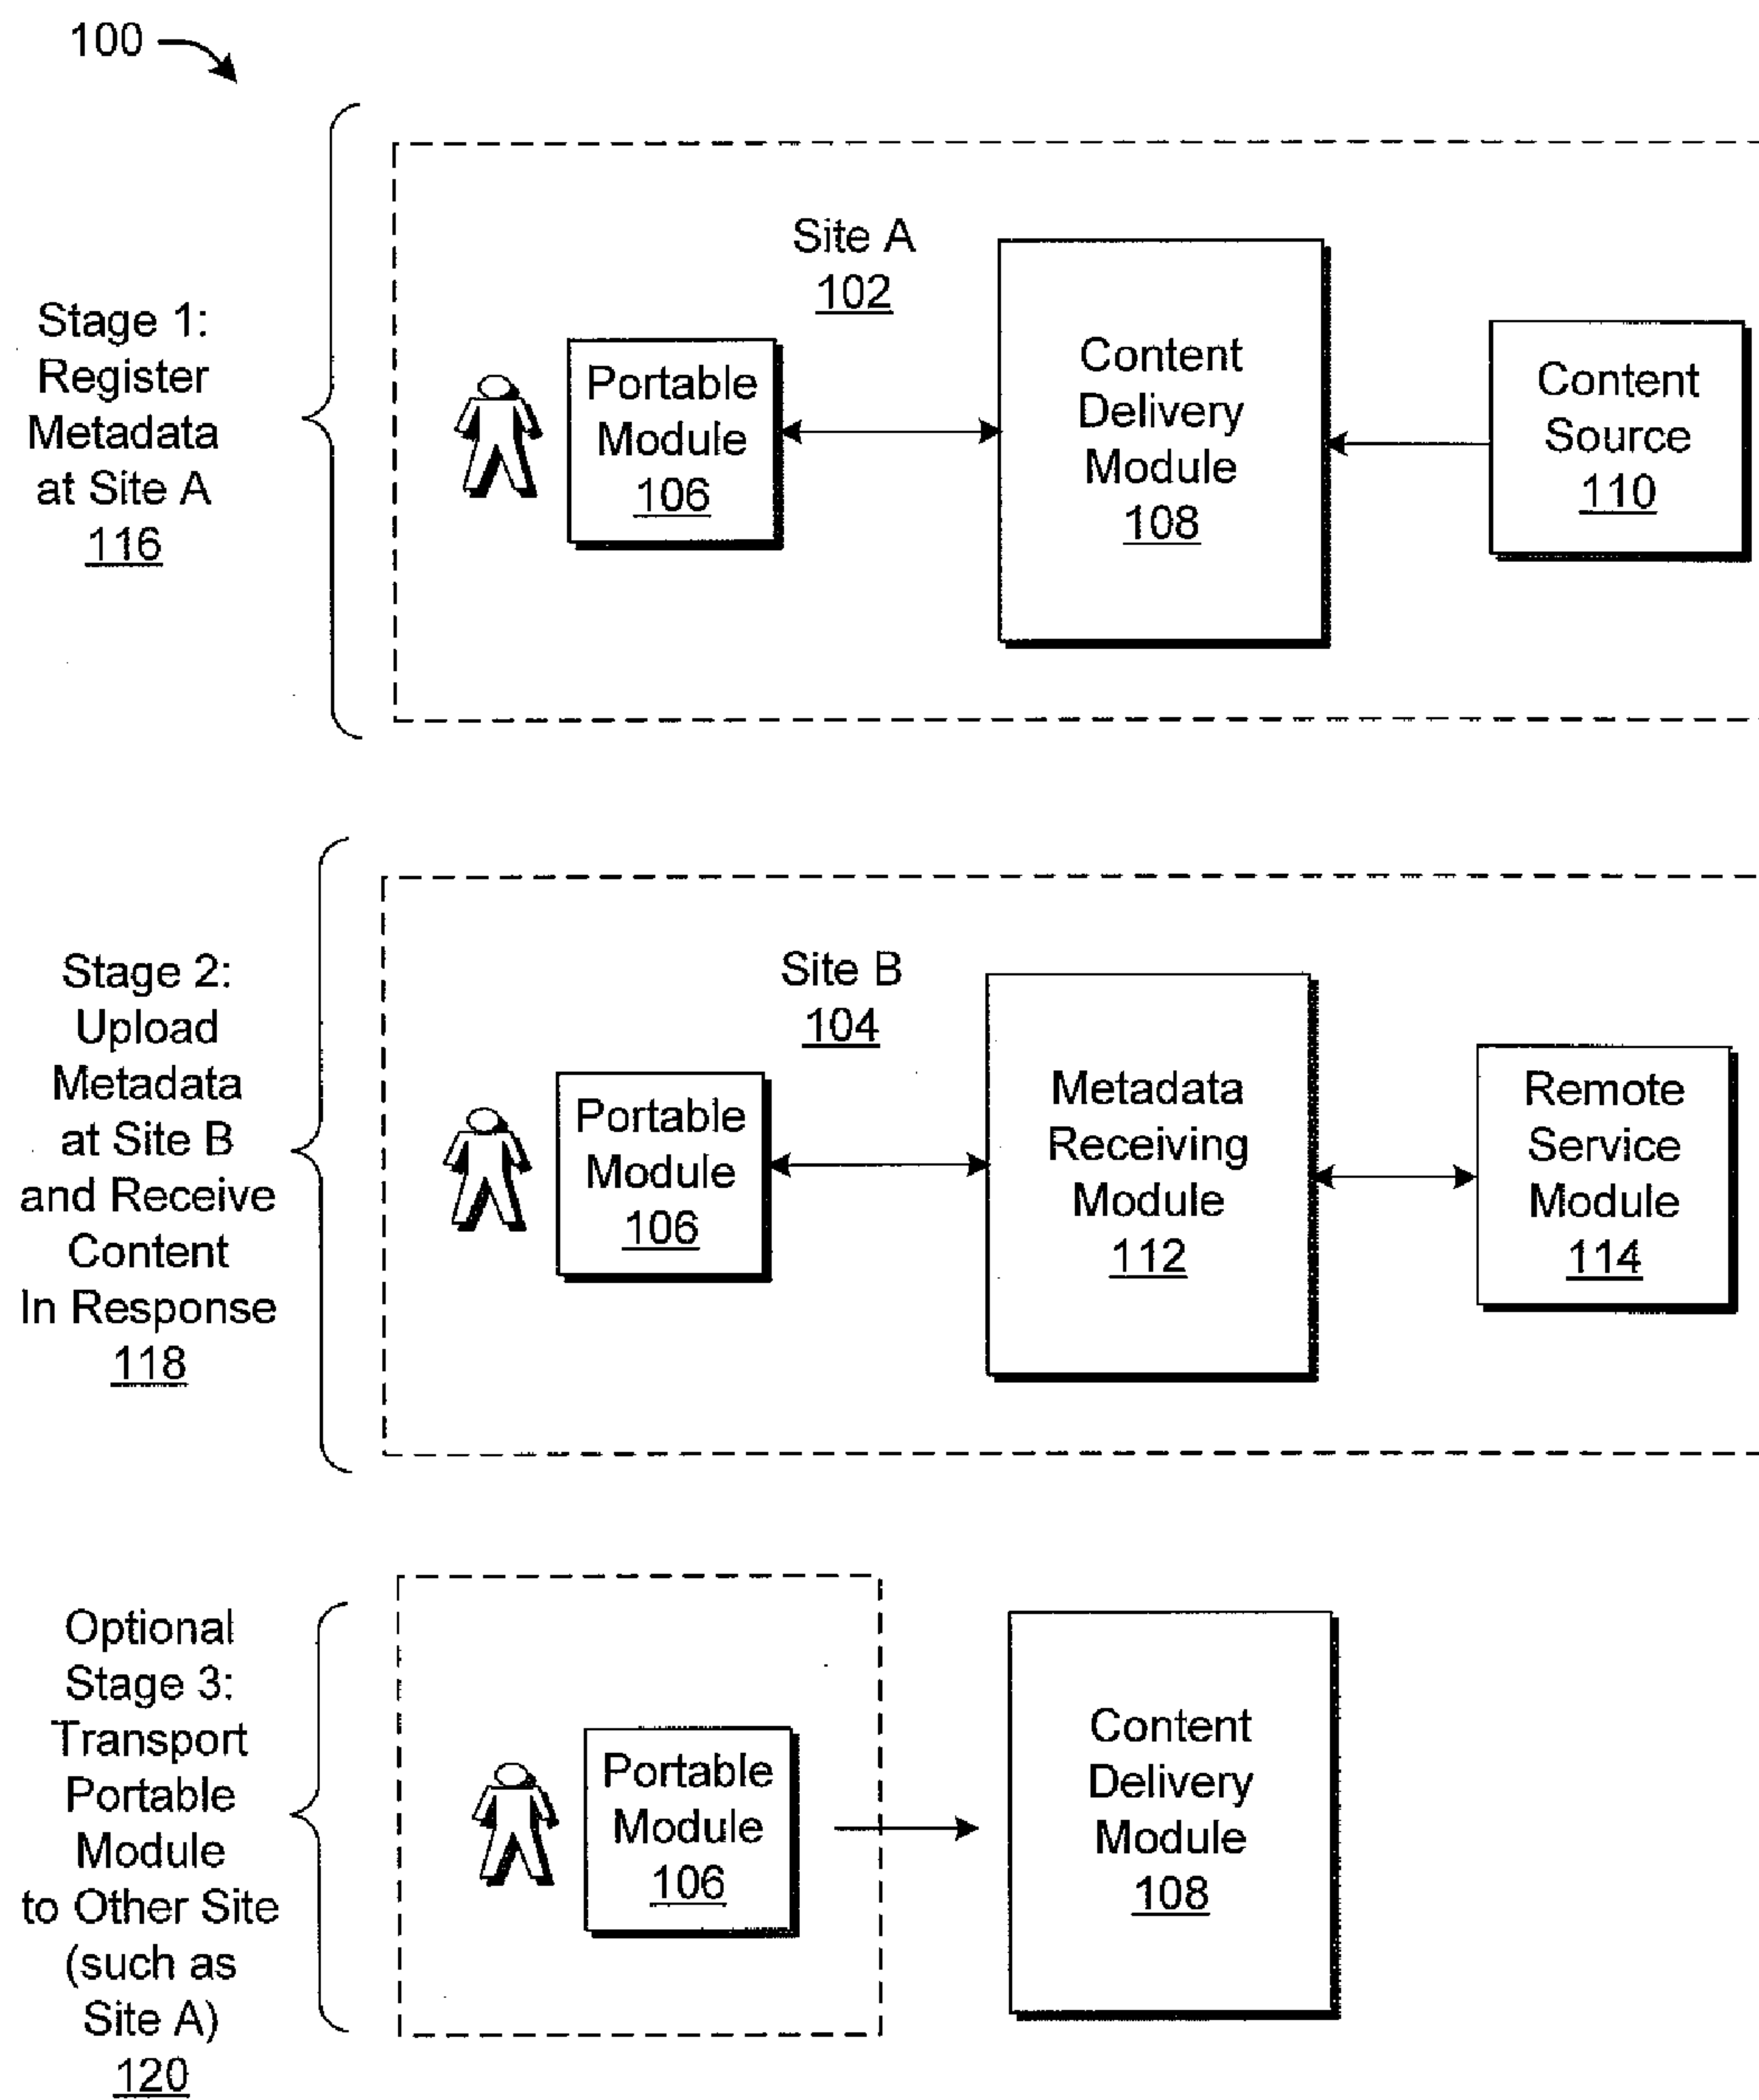 100
Stage 1:
Register
Metadata
at Site A
116
Site A
102
Portable
Module
106
Content
Delivery
Module
108
Content
Source
110
Stage 2:
Upload
Metadata
at Site B
and Receive
Content
In Response
118
Site B
104
Portable
Module
106
Metadata
Receiving
Module
112
Remote
Service
Module
114
Optional
Stage 3:
Transport
Portable
Module
to Other Site
(such as
Site A)
120
Portable
Module
106
Content
Delivery
Module
108